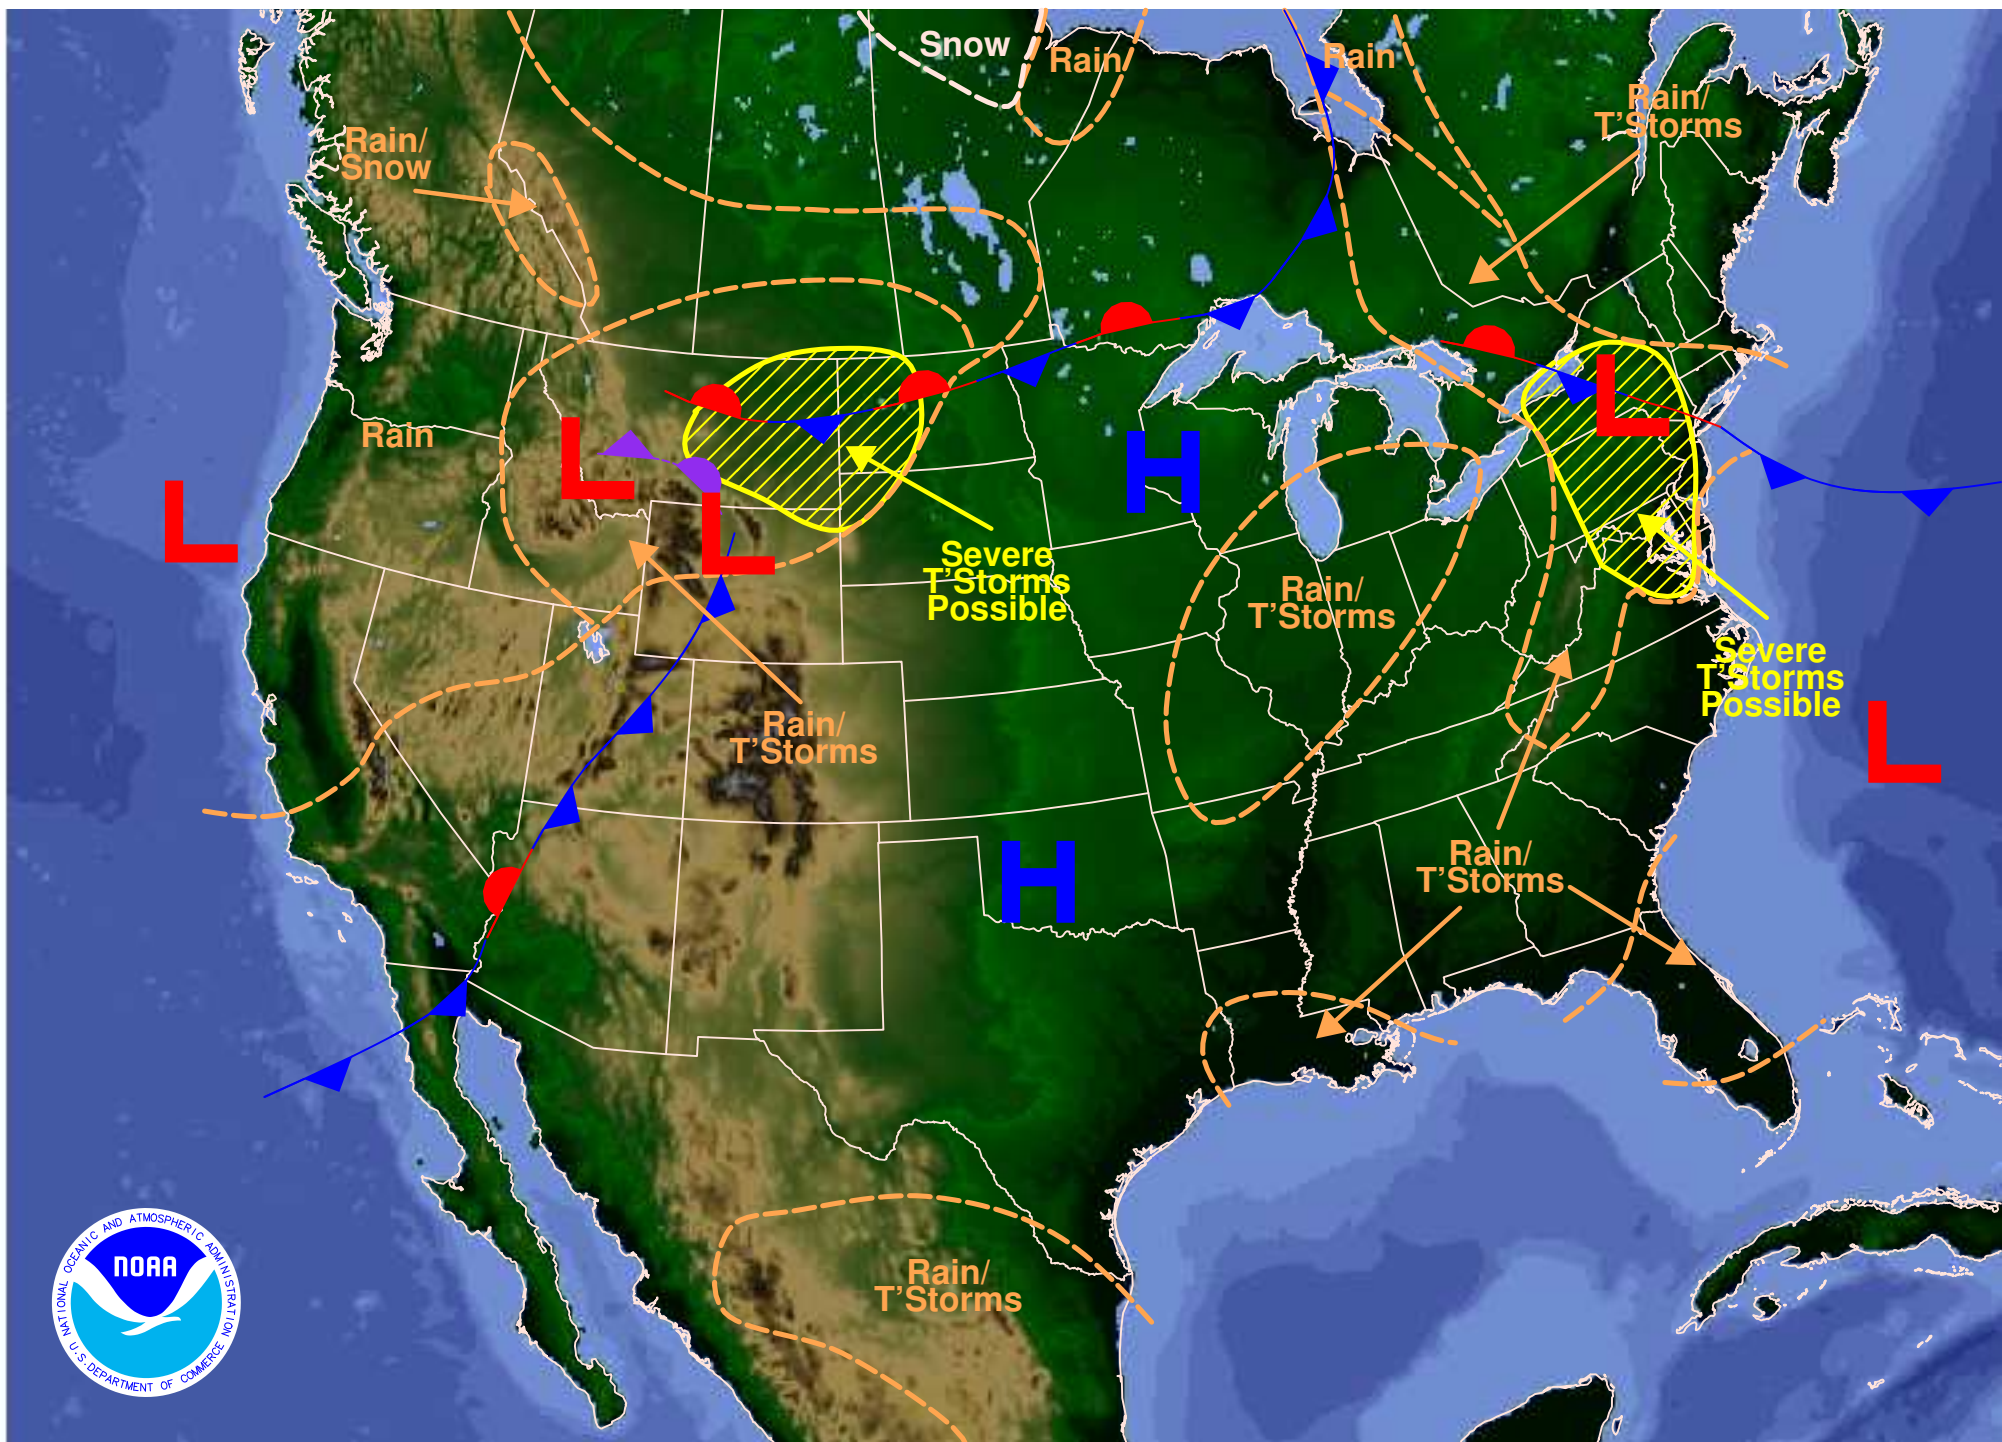 Snow
Rain
Rain
Rain/
T'Storms
Rain/
Snow
Rain
L
L
L
L
H
Severe
T'Storms
Possible
Rain/
T'Storms
Severe
T'Storms
Possible
Rain/
T'Storms
L
H
Rain/
T'Storms
Rain/
T'Storms
NATIONAL OCEANIC AND ATMOSPHERIC ADMINISTRATION
NOAA
U.S. DEPARTMENT OF COMMERCE